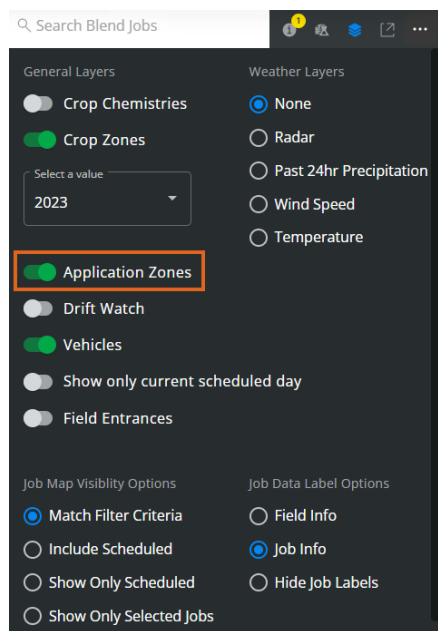 Search Blend Jobs
1
General Layers
Crop Chemistries
Crop Zones
Select a value
2023
Application Zones
Drift Watch
Vehicles
Show only current scheduled day
Field Entrances
Weather Layers
None
Radar
Past 24hr Precipitation
Wind Speed
Temperature
Job Map Visiblity Options
Match Filter Criteria
Include Scheduled
Show Only Scheduled
Show Only Selected Jobs
Job Data Label Options
Field Info
Job Info
Hide Job Labels